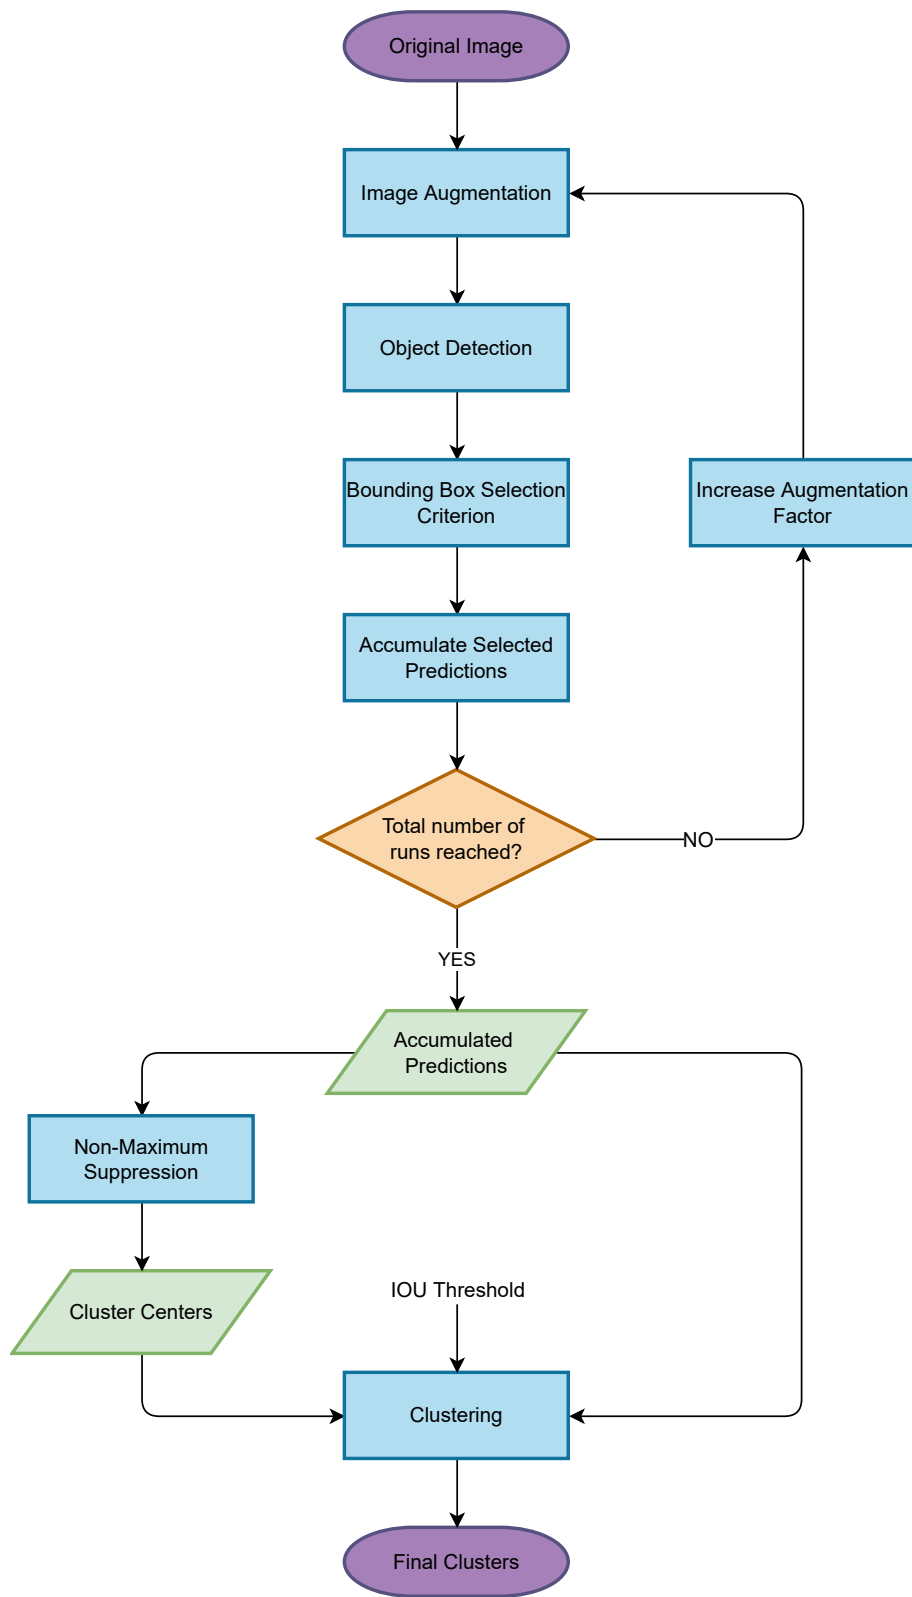 Original Image
Image Augmentation
Object Detection
Bounding Box Selection
Criterion
Increase Augmentation
Factor
Accumulate Selected
Predictions
Total number of
runs reached?
NO
YES
Accumulated
Predictions
Non-Maximum
Suppression
Cluster Centers
IOU Threshold
Clustering
Final Clusters